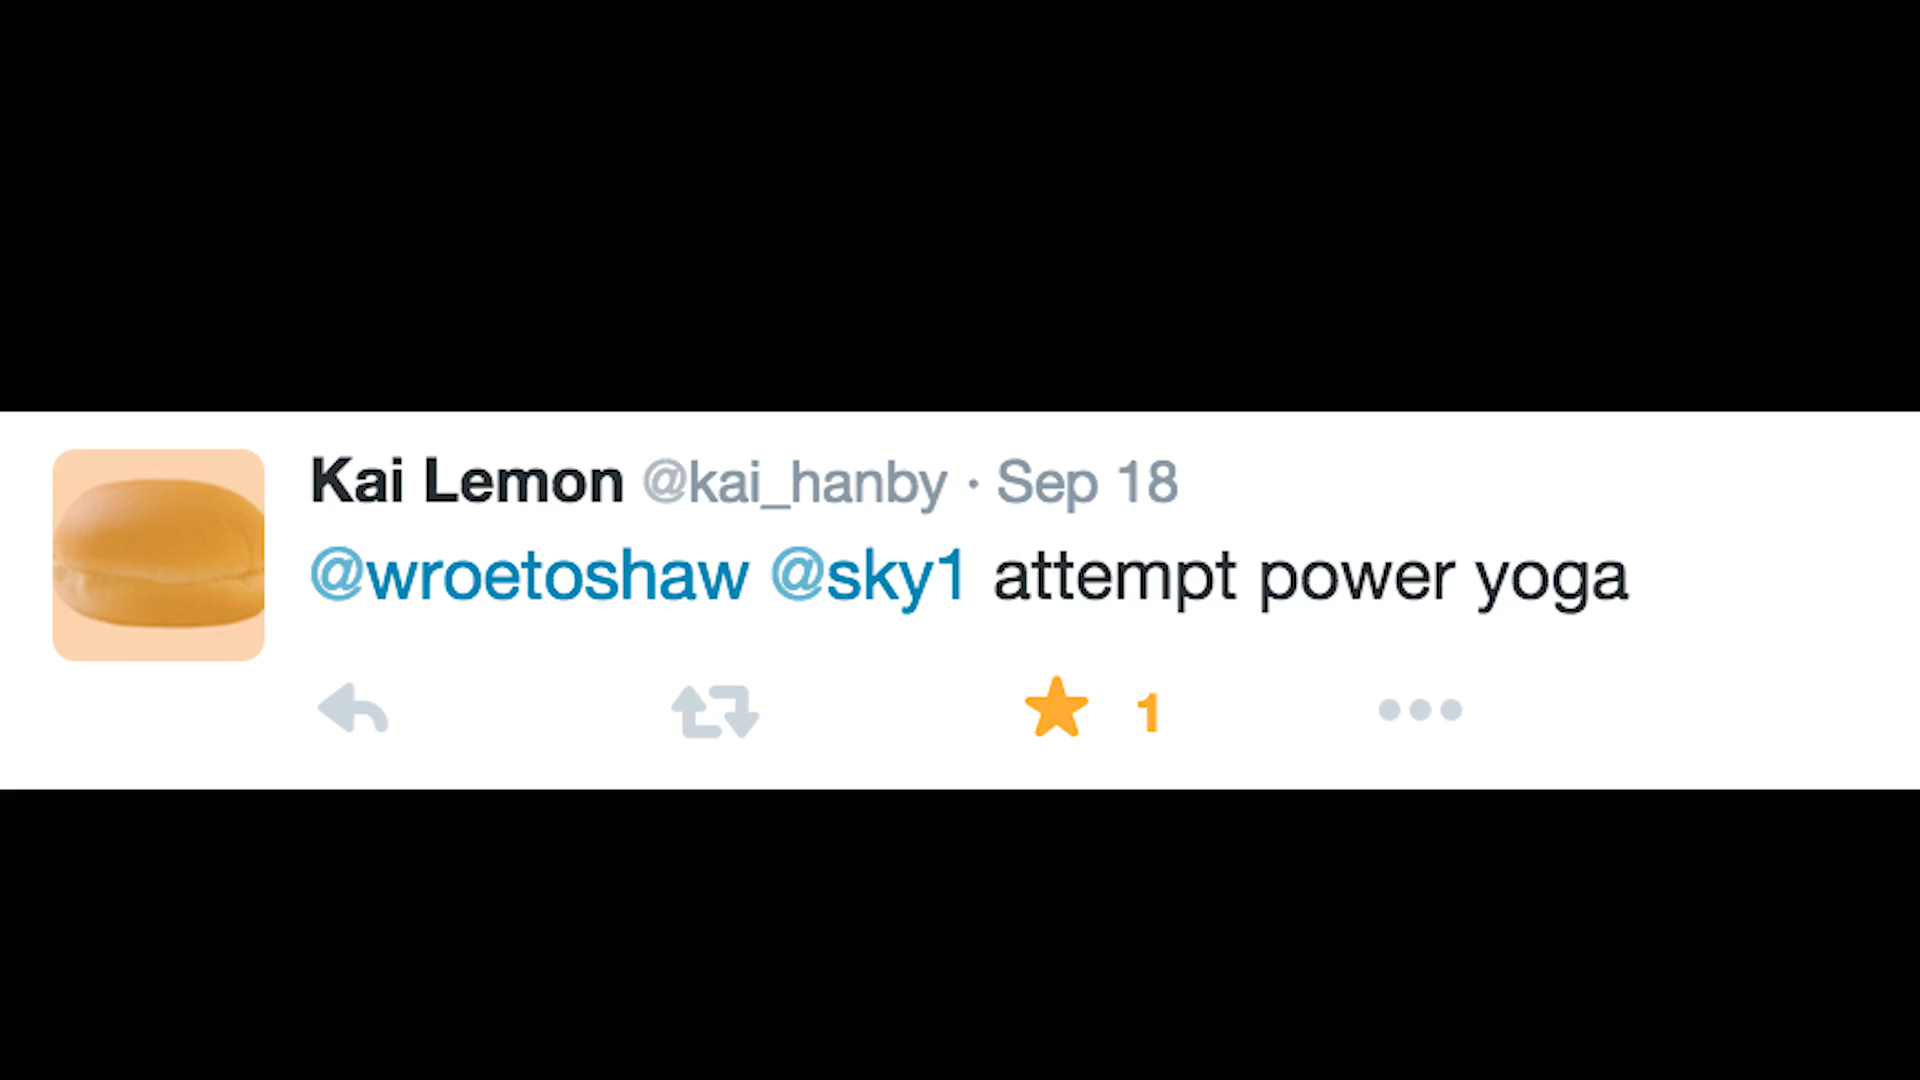 Kai Lemon @kai_hanby · Sep 18
@wroetoshaw @sky1 attempt power yoga
1